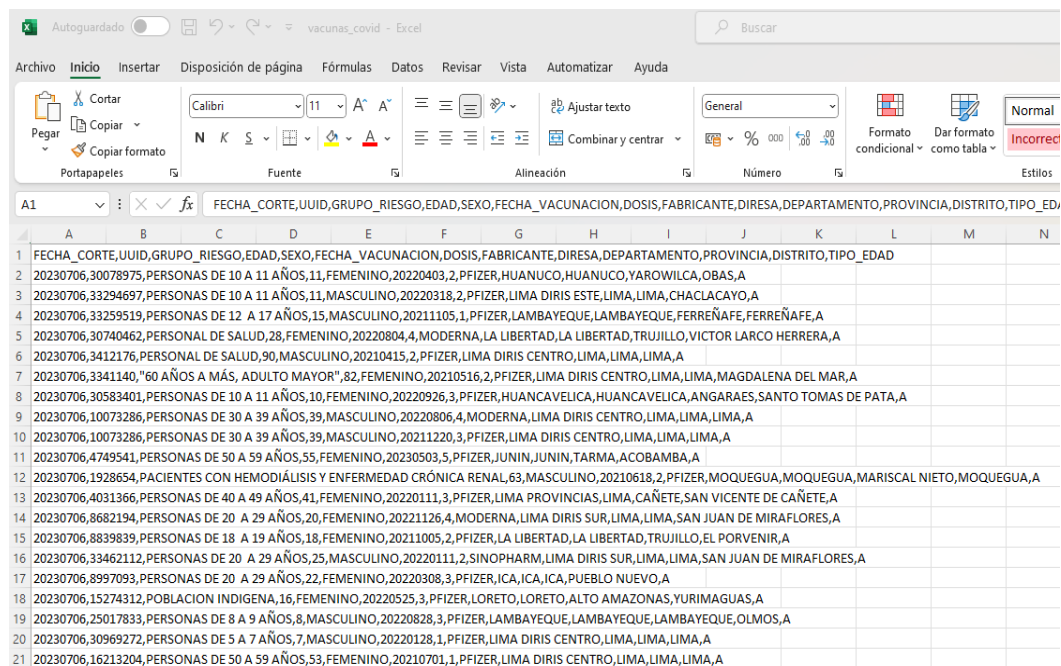 Autoguardado
vacunas_covid - Excel
Buscar
Archivo Inicio Insertar Disposición de página Fórmulas Datos Revisar Vista Automatizar Ayuda
Pegar
Cortar
Copiar
Copiar formato
Portapapeles
Calibri 11 A A
N K S A
Fuente
Ajustar texto
Combinar y centrar
Alineación
General
% 000
Número
Formato condicional
Dar formato como tabla
Normal
Incorrect
Estilos
A1 fx FECHA_CORTE,UUID,GRUPO_RIESGO,EDAD,SEXO,FECHA_VACUNACION,DOSIS,FABRICANTE,DIRESA,DEPARTAMENTO,PROVINCIA,DISTRITO,TIPO_EDA
A B C D E F G H I J K L M N
1 FECHA_CORTE,UUID,GRUPO_RIESGO,EDAD,SEXO,FECHA_VACUNACION,DOSIS,FABRICANTE,DIRESA,DEPARTAMENTO,PROVINCIA,DISTRITO,TIPO_EDAD
2 20230706,30078975,PERSONAS DE 10 A 11 AÑOS,11,FEMENINO,20220403,2,PFIZER,HUANUCO,HUANUCO,YAROWILCA,OBAS,A
3 20230706,33294697,PERSONAS DE 10 A 11 AÑOS,11,MASCULINO,20220318,2,PFIZER,LIMA DIRIS ESTE,LIMA,LIMA,CHACLACAYO,A
4 20230706,33259519,PERSONAS DE 12  A 17 AÑOS,15,MASCULINO,20211105,1,PFIZER,LAMBAYEQUE,LAMBAYEQUE,FERREÑAFE,FERREÑAFE,A
5 20230706,30740462,PERSONAL DE SALUD,28,FEMENINO,20220804,4,MODERNA,LA LIBERTAD,LA LIBERTAD,TRUJILLO,VICTOR LARCO HERRERA,A
6 20230706,3412176,PERSONAL DE SALUD,90,MASCULINO,20210415,2,PFIZER,LIMA DIRIS CENTRO,LIMA,LIMA,LIMA,A
7 20230706,3341140,"60 AÑOS A MÁS, ADULTO MAYOR",82,FEMENINO,20210516,2,PFIZER,LIMA DIRIS CENTRO,LIMA,LIMA,MAGDALENA DEL MAR,A
8 20230706,30583401,PERSONAS DE 10 A 11 AÑOS,10,FEMENINO,20220926,3,PFIZER,HUANCAVELICA,HUANCAVELICA,ANGARAES,SANTO TOMAS DE PATA,A
9 20230706,10073286,PERSONAS DE 30 A 39 AÑOS,39,MASCULINO,20220806,4,MODERNA,LIMA DIRIS CENTRO,LIMA,LIMA,LIMA,A
10 20230706,10073286,PERSONAS DE 30 A 39 AÑOS,39,MASCULINO,20211220,3,PFIZER,LIMA DIRIS CENTRO,LIMA,LIMA,LIMA,A
11 20230706,4749541,PERSONAS DE 50 A 59 AÑOS,55,FEMENINO,20230503,5,PFIZER,JUNIN,JUNIN,TARMA,ACOBAMBA,A
12 20230706,1928654,PACIENTES CON HEMODIÁLISIS Y ENFERMEDAD CRÓNICA RENAL,63,MASCULINO,20210618,2,PFIZER,MOQUEGUA,MOQUEGUA,MARISCAL NIETO,MOQUEGUA,A
13 20230706,4031366,PERSONAS DE 40 A 49 AÑOS,41,FEMENINO,20220111,3,PFIZER,LIMA PROVINCIAS,LIMA,CAÑETE,SAN VICENTE DE CAÑETE,A
14 20230706,8682194,PERSONAS DE 20  A 29 AÑOS,20,FEMENINO,20221126,4,MODERNA,LIMA DIRIS SUR,LIMA,LIMA,SAN JUAN DE MIRAFLORES,A
15 20230706,8839839,PERSONAS DE 18  A 19 AÑOS,18,FEMENINO,20211005,2,PFIZER,LA LIBERTAD,LA LIBERTAD,TRUJILLO,EL PORVENIR,A
16 20230706,33462112,PERSONAS DE 20  A 29 AÑOS,25,MASCULINO,20220111,2,SINOPHARM,LIMA DIRIS SUR,LIMA,LIMA,SAN JUAN DE MIRAFLORES,A
17 20230706,8997093,PERSONAS DE 20  A 29 AÑOS,22,FEMENINO,20220308,3,PFIZER,ICA,ICA,ICA,PUEBLO NUEVO,A
18 20230706,15274312,POBLACION INDIGENA,16,FEMENINO,20220525,3,PFIZER,LORETO,LORETO,ALTO AMAZONAS,YURIMAGUAS,A
19 20230706,25017833,PERSONAS DE 8 A 9 AÑOS,8,MASCULINO,20220828,3,PFIZER,LAMBAYEQUE,LAMBAYEQUE,LAMBAYEQUE,OLMOS,A
20 20230706,30969272,PERSONAS DE 5 A 7 AÑOS,7,MASCULINO,20220128,1,PFIZER,LIMA DIRIS CENTRO,LIMA,LIMA,LIMA,A
21 20230706,16213204,PERSONAS DE 50 A 59 AÑOS,53,FEMENINO,20210701,1,PFIZER,LIMA DIRIS CENTRO,LIMA,LIMA,LIMA,A